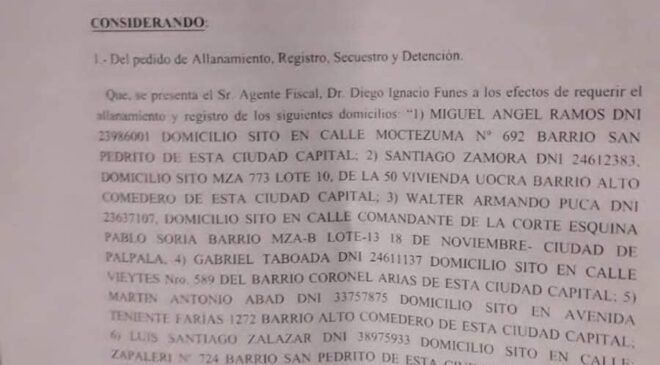 CONSIDERANDO:
1.- Del pedido de Allanamiento, Registro, Secuestro y Detención.
Que, se presenta el Sr. Agente Fiscal, Dr. Diego Ignacio Funes a los efectos de requerir el
allanamiento y registro de los siguientes domicilios: "1) MIGUEL ANGEL RAMOS DNI
23986001 DOMICILIO SITO EN CALLE MOCTEZUMA Nº 692 BARRIO SAN
PEDRITO DE ESTA CIUDAD CAPITAL; 2) SANTIAGO ZAMORA DNI 24612383,
DOMICILIO SITO MZA 773 LOTE 10, DE LA 50 VIVIENDA UOCRA BARRIO ALTO
COMEDERO DE ESTA CIUDAD CAPITAL; 3) WALTER ARMANDO PUCA DNI
23637107, DOMICILIO SITO EN CALLE COMANDANTE DE LA CORTE ESQUINA
PABLO SORIA BARRIO MZA-B LOTE-13 18 DE NOVIEMBRE- CIUDAD DE
PALPALA, 4) GABRIEL TABOADA DNI 24611137 DOMICILIO SITO EN CALLE
VIEYTES Nro. 589 DEL BARRIO CORONEL ARIAS DE ESTA CIUDAD CAPITAL; 5)
MARTIN ANTONIO ABAD DNI 33757875 DOMICILIO SITO EN AVENIDA
TENIENTE FARIAS 1272 BARRIO ALTO COMEDERO DE ESTA CIUDAD CAPITAL;
6) LUIS SANTIAGO ZALAZAR DNI 38975933 DOMICILIO SITO EN CALLE:
ZAPALERI Nº 724 BARRIO SAN PEDRITO DE ESTA